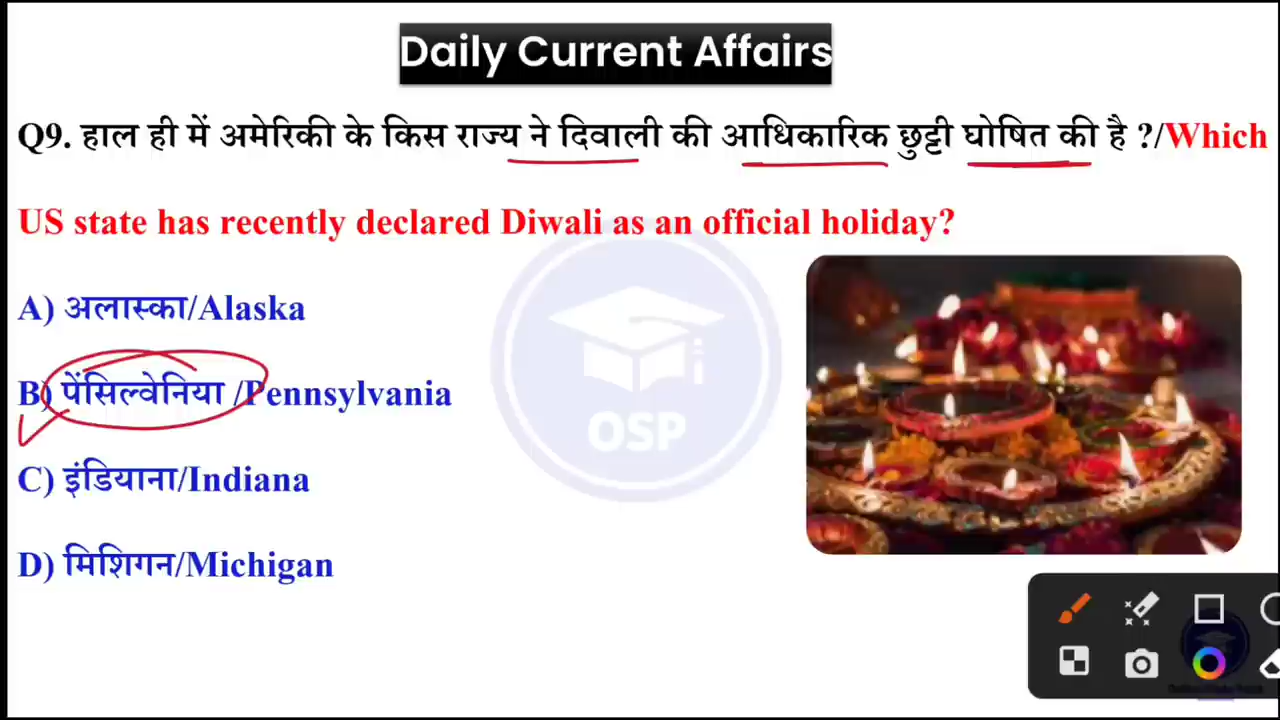 Daily Current Affairs
Q9. हाल ही में अमेरिकी के किस राज्य ने दिवाली की आधिकारिक छुट्टी घोषित की है ?/Which
US state has recently declared Diwali as an official holiday?
A) अलास्का/Alaska
B) पेंसिल्वेनिया /Pennsylvania
C) इंडियाना/Indiana
D) मिशिगन/Michigan
OSP